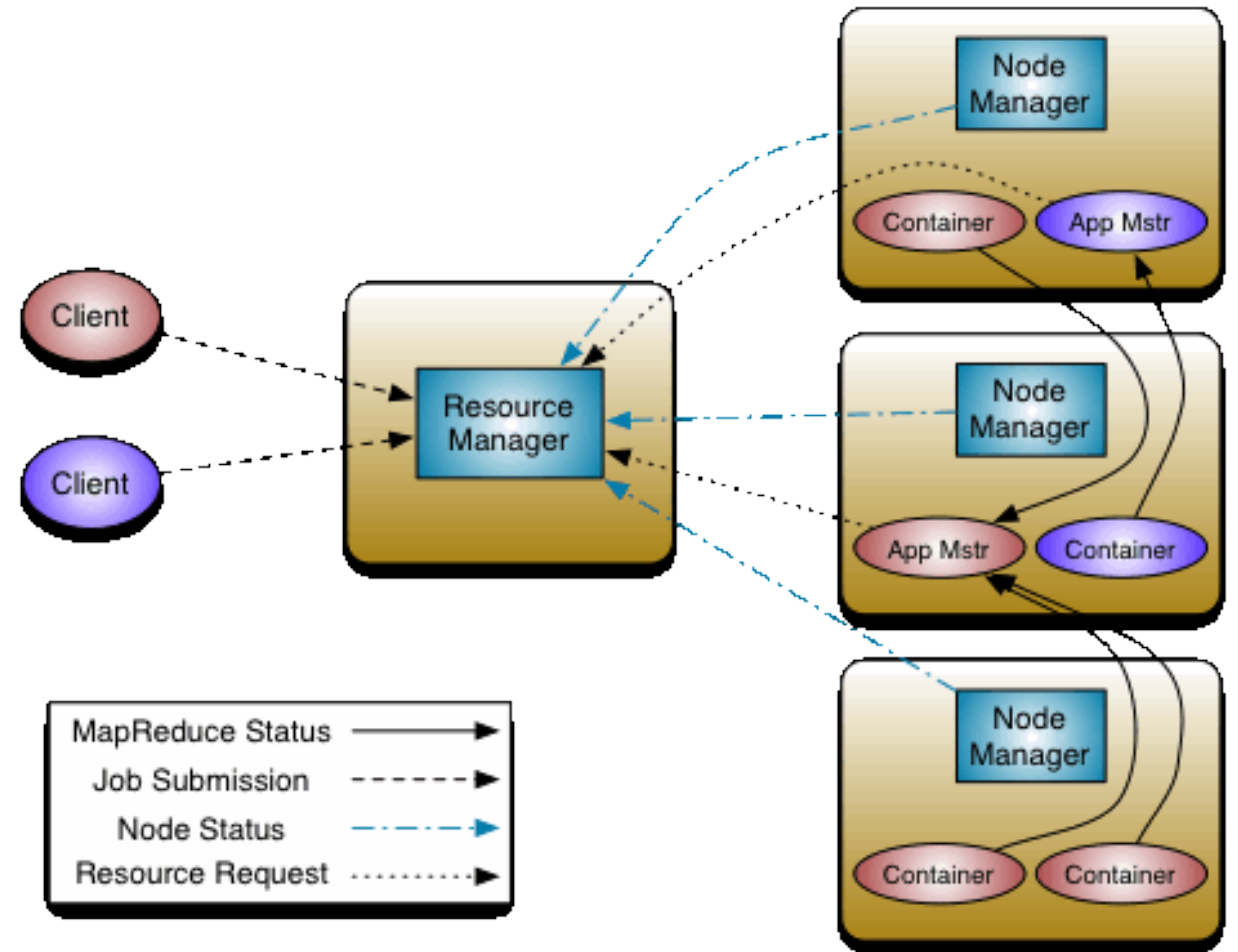 Node
Manager
Container
App Mstr
Client
Client
Resource
Manager
Node
Manager
App Mstr
Container
Node
Manager
Container
Container
MapReduce Status
Job Submission
Node Status
Resource Request